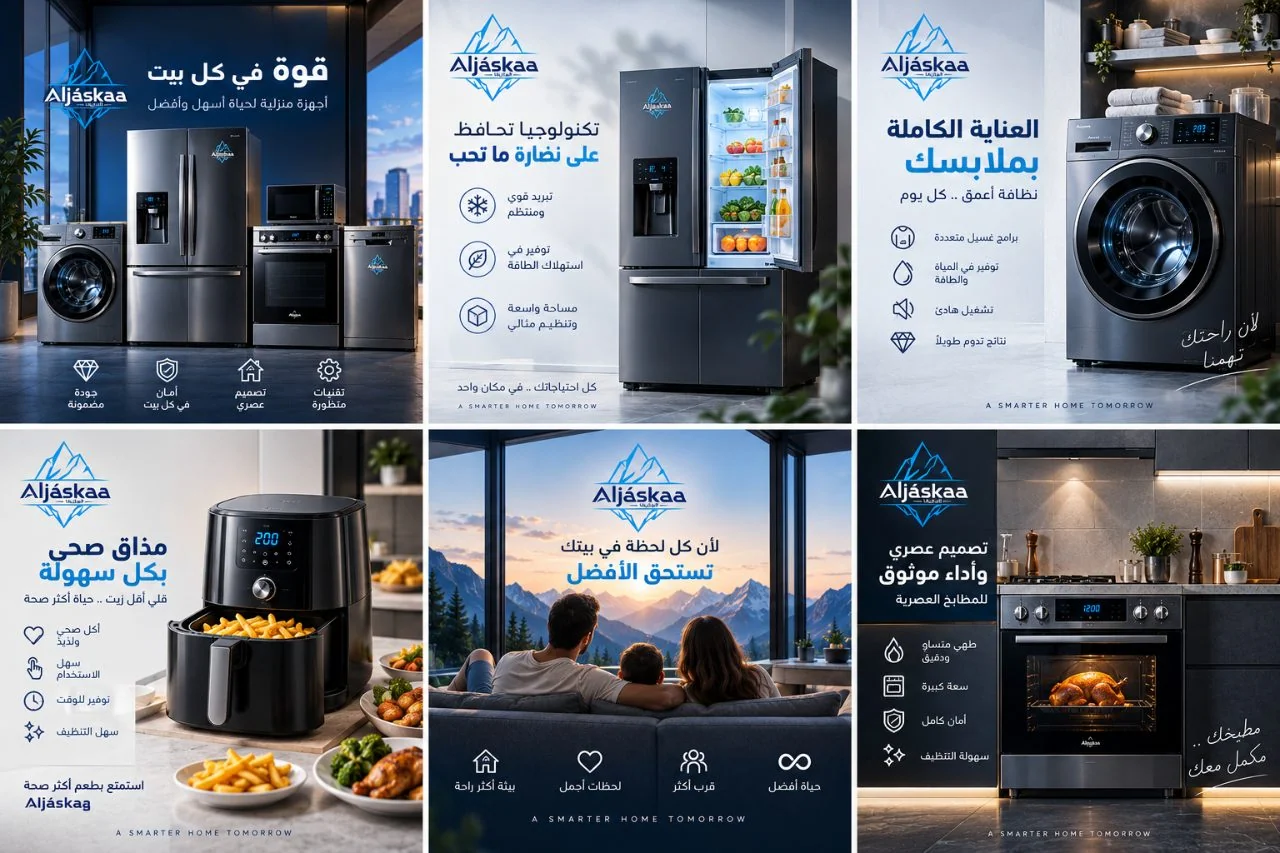 Aljáskaa
قوة في كل بيت
أجهزة منزلية لحياة أسهل وأفضل
جودة
مضمونة
أمـان
في كل بيت
تصميم
عصري
تقنيات
متطورة
Aljáskaa
تكنولوجيا تحـافـظ
على نضارة ما تحب
تبريد قوي
ومنتظم
توفير في
استهلاك الطاقة
مساحة واسعة
وتنظيـم مثالي
كل احتياجاتك .. في مكان واحد
A SMARTER HOME TOMORROW
Aljáskaa
العناية الكاملة
بملابسك
نظافة أعمق .. كل يوم
برامج غسيل متعددة
توفير في المياة
والطاقة
تشغيل هادئ
نتائج تدوم طويلاً
لأن راحتك
تهمنا
A SMARTER HOME TOMORROW
Aljáskaa
مذاق صحي
بكل سهولة
قلي أقل زيت .. حياة أكثر صحة
200
أكل صحي
ولذيذ
سهل
الاستخدام
توفير للوقت
سهل التنظيف
استمتع بطعم أكثر صحة
Aljáskaa
A SMARTER HOME TOMORROW
Aljáskaa
لأن كل لحظة في بيتك
تستحق الأفضل
بيئة أكثر راحة
لحظات أجمل
قرب أكثر
حياة أفضل
A SMARTER HOME TOMORROW
Aljáskaa
تصميم عصري
وأداء موثوق
للمطابخ العصرية
1200
طهي متساو
ودقيق
سعة كبيرة
أمان كامل
سهولة التنظيف
Aljáskaa
مطبخك ..
مكمل معك
A SMARTER HOME TOMORROW